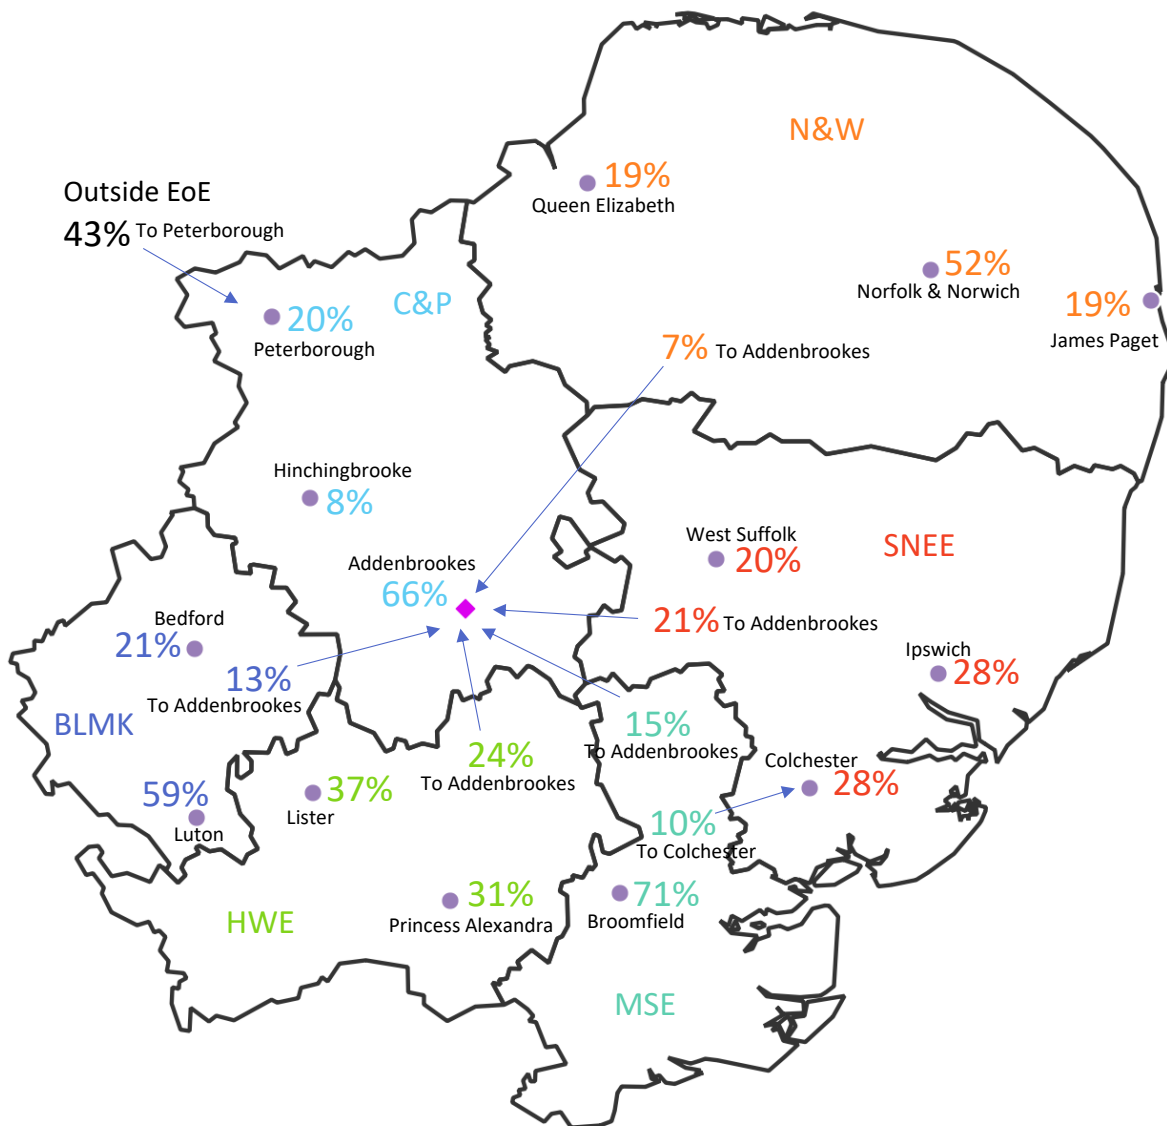 N&W
19%
Queen Elizabeth
Outside EoE
43% To Peterborough
52%
Norfolk & Norwich
19%
James Paget
C&P
20%
Peterborough
7% To Addenbrookes
Hinchingbrooke
8%
West Suffolk
20%
SNEE
Addenbrookes
66%
21% To Addenbrookes
Bedford
21%
13%
To Addenbrookes
Ipswich
28%
BLMK
15%
To Addenbrookes
24%
To Addenbrookes
Colchester
28%
59%
Luton
37%
Lister
10%
To Colchester
31%
Princess Alexandra
71%
Broomfield
HWE
MSE